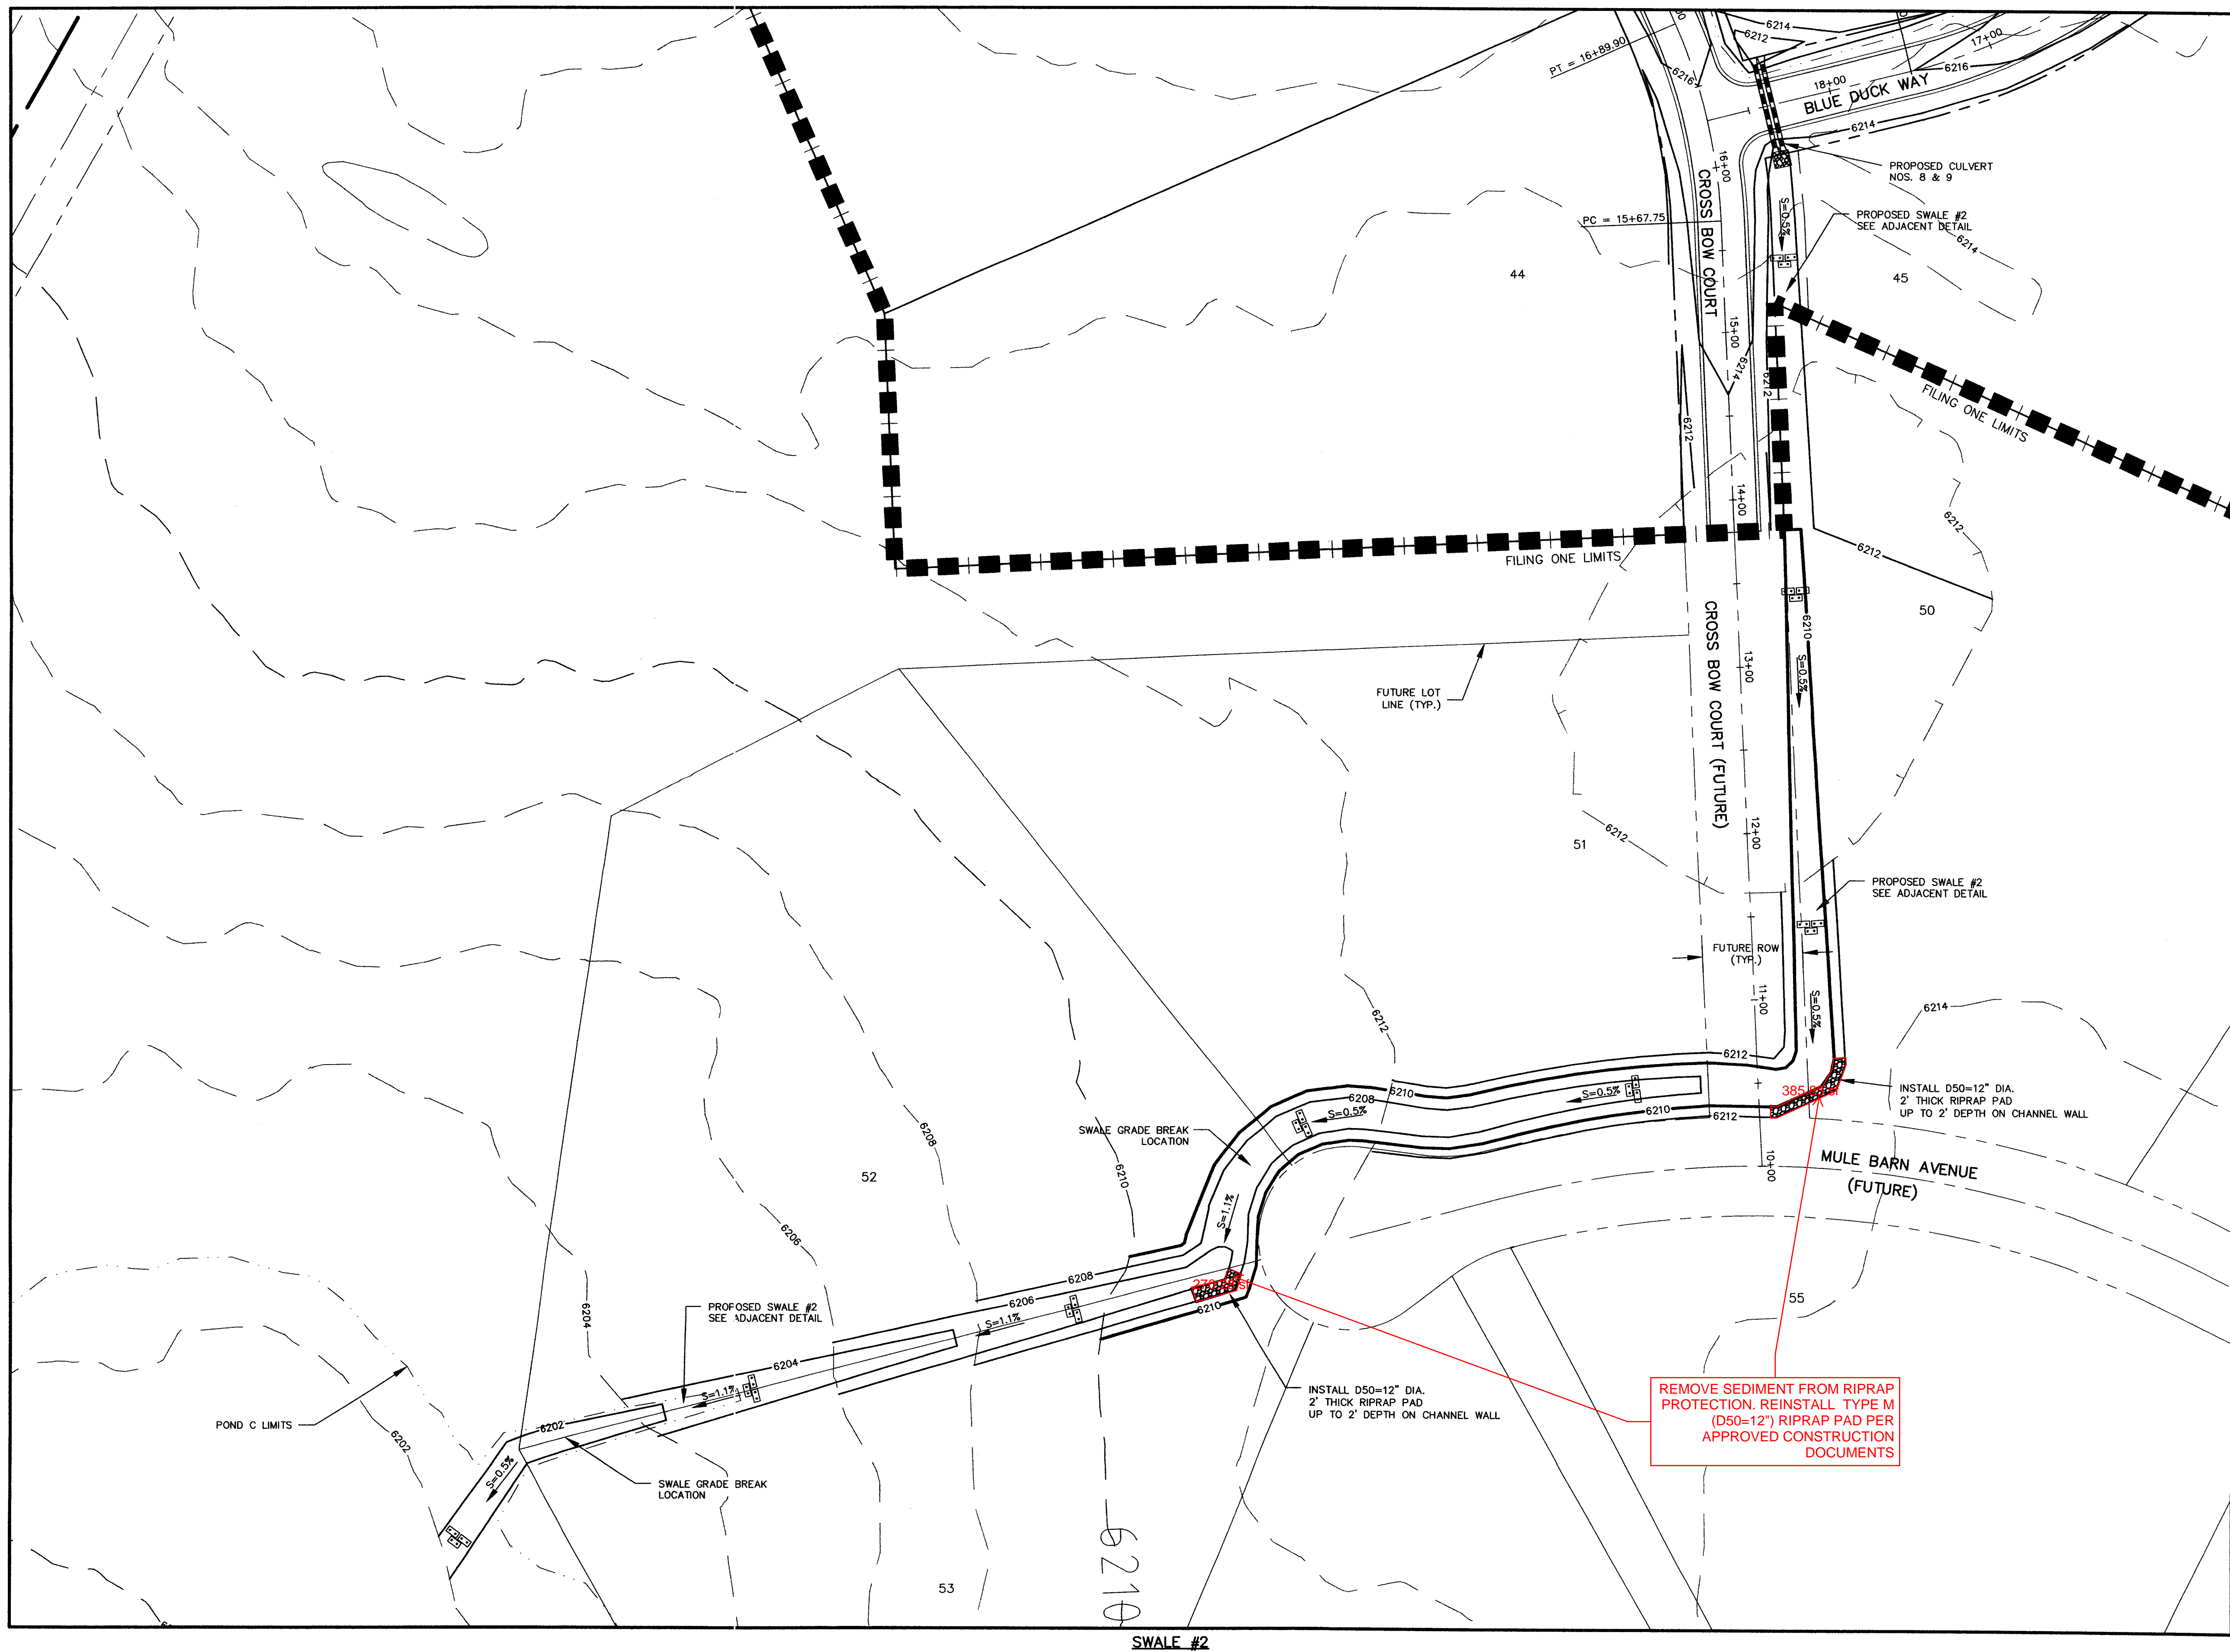 6214
6212
17+00
PT = 16+89.90
00
6216
6216
18+00
BLUE DUCK WAY
6214
16+00
PROPOSED CULVERT
NOS. 8 & 9
CROSS BOW COURT
S=0.5%
PC = 15+67.75
PROPOSED SWALE #2
SEE ADJACENT DETAIL
6214
44
45
15+00
6214
6212
FILING ONE LIMITS
6212
14+00
6212
6212
FILING ONE LIMITS
50
6210
CROSS BOW COURT (FUTURE)
13+00
S=0.5%
FUTURE LOT
LINE (TYP.)
6212
12+00
51
PROPOSED SWALE #2
SEE ADJACENT DETAIL
FUTURE ROW
(TYP.)
11+00
S=0.5%
6214
6212
6212
INSTALL D50=12" DIA.
2' THICK RIPRAP PAD
UP TO 2' DEPTH ON CHANNEL WALL
6210
6208
S=0.5%
S=0.5%
6210
6212
SWALE GRADE BREAK
LOCATION
6208
10+00
MULE BARN AVENUE
(FUTURE)
52
6210
S=1.1%
6206
6208
6206
6210
55
6204
PROPOSED SWALE #2
SEE ADJACENT DETAIL
S=1.1%
6204
S=1.1%
INSTALL D50=12" DIA.
2' THICK RIPRAP PAD
UP TO 2' DEPTH ON CHANNEL WALL
REMOVE SEDIMENT FROM RIPRAP
PROTECTION. REINSTALL TYPE M
(D50=12") RIPRAP PAD PER
APPROVED CONSTRUCTION
DOCUMENTS
POND C LIMITS
6202
6202
S=0.5%
SWALE GRADE BREAK
LOCATION
6210
53
SWALE #2